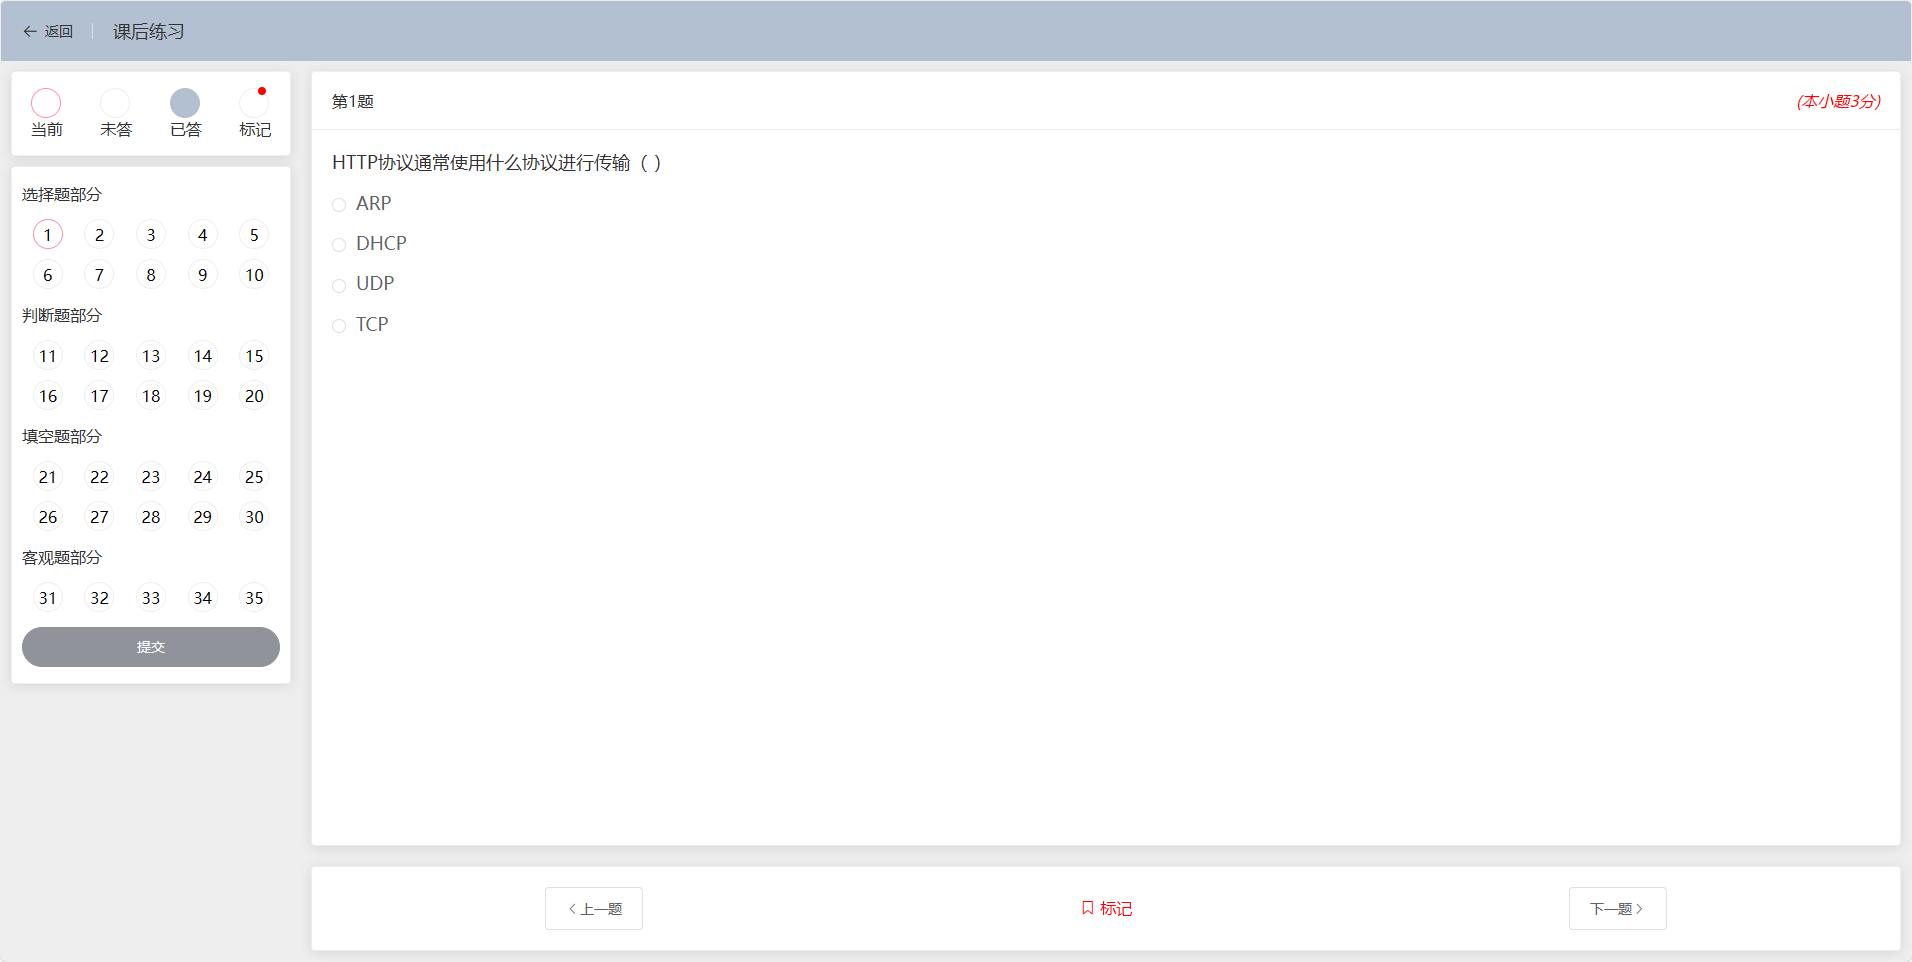 返回 课后练习
当前 未答 已答 标记
选择题部分
1 2 3 4 5
6 7 8 9 10
判断题部分
11 12 13 14 15
16 17 18 19 20
填空题部分
21 22 23 24 25
26 27 28 29 30
客观题部分
31 32 33 34 35
提交
第1题 (本小题3分)
HTTP协议通常使用什么协议进行传输（ ）
ARP
DHCP
UDP
TCP
上一题 标记 下一题